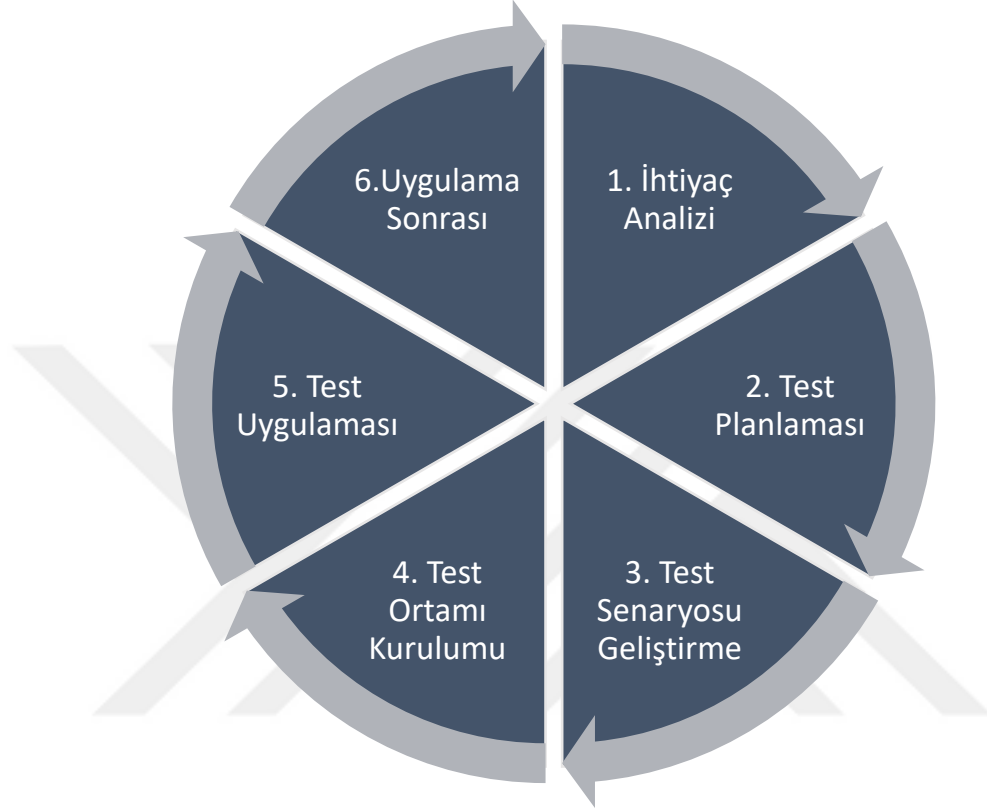 1. İhtiyaç
Analizi
2. Test
Planlaması
3. Test
Senaryosu
Geliştirme
4. Test
Ortamı
Kurulumu
5. Test
Uygulaması
6.Uygulama
Sonrası